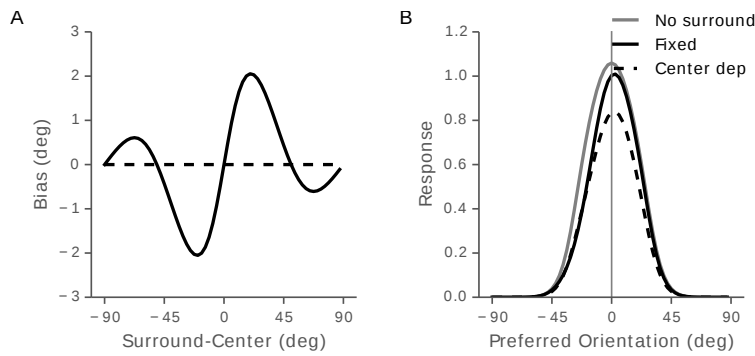 A
3
2
1
0
−1
−2
−3
Bias (deg)
−90 −45 0 45 90
Surround-Center (deg)
B
No surround
Fixed
Center dep
1.2
1.0
0.8
0.6
0.4
0.2
0.0
Response
−90 −45 0 45 90
Preferred Orientation (deg)